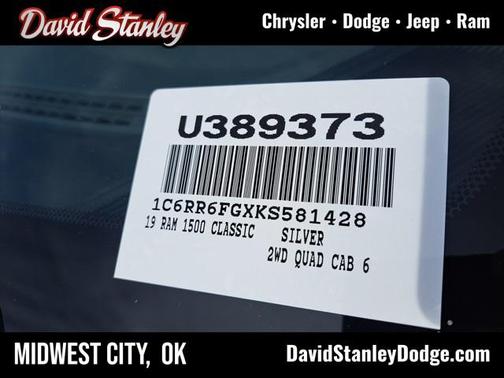 David Stanley
Chrysler • Dodge • Jeep • Ram
U389373
1C6RR6FGXKS581428
19 RAM 1500 CLASSIC SILVER
2WD QUAD CAB 6
MIDWEST CITY, OK
DavidStanleyDodge.com